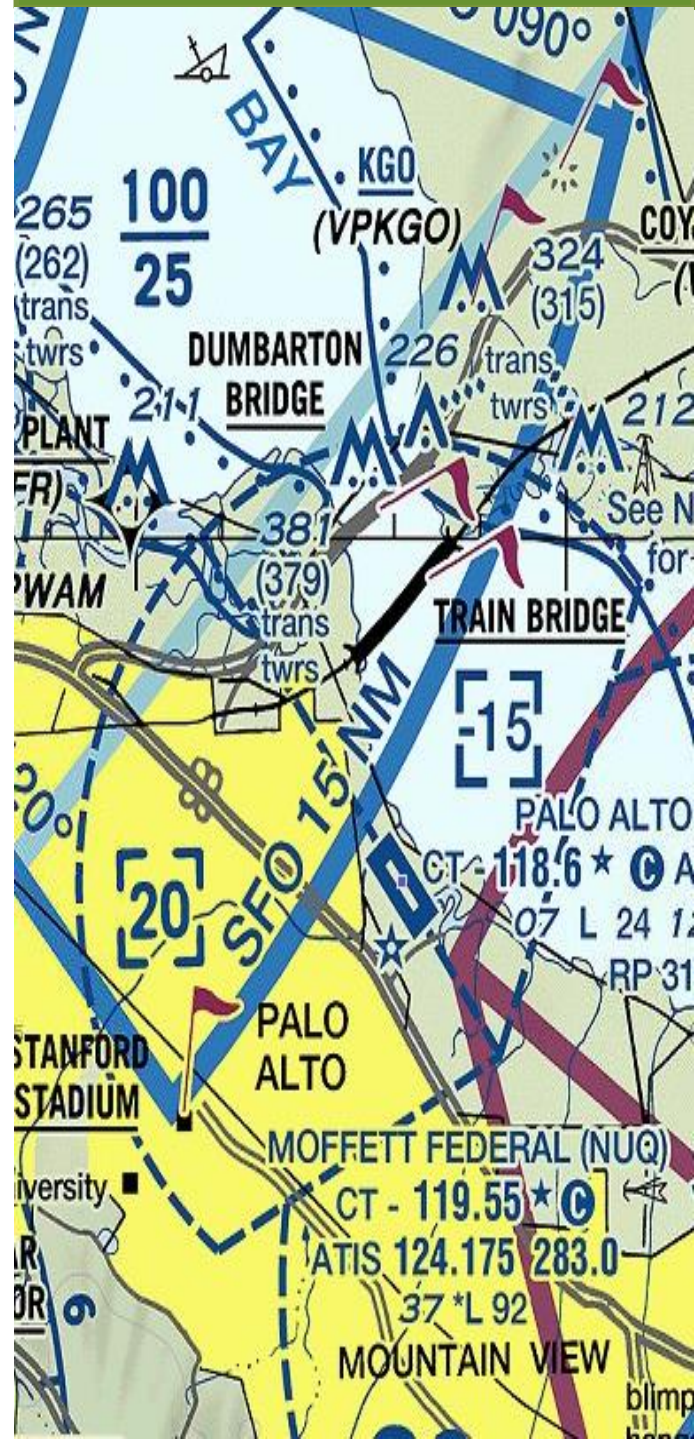 090°
BAY
KGO
(VPKGO)
265
(262)
trans
twrs
100
25
324
(315)
trans
twrs
DUMBARTON
BRIDGE
226
211
212
PLANT
381
(379)
trans
twrs
See
for
PWAM
TRAIN BRIDGE
-15
SFO 15 NM
20°
PALO ALTO
CT - 118.6 * C A
07 L 24
RP 31
20
PALO
ALTO
STANFORD
STADIUM
MOFFETT FEDERAL (NUQ)
CT - 119.55 * C
ATIS 124.175 283.0
37 *L 92
iversity
6
MOUNTAIN VIEW
blimp